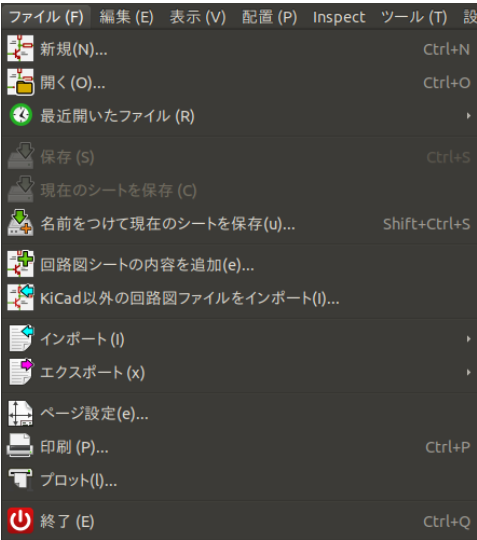 ファイル (F) 編集 (E) 表示 (V) 配置 (P) Inspect ツール (T) 設
新規(N)... Ctrl+N
開く(O)... Ctrl+O
最近開いたファイル (R)
保存 (S) Ctrl+S
現在のシートを保存 (C)
名前をつけて現在のシートを保存(u)... Shift+Ctrl+S
回路図シートの内容を追加(e)...
KiCad以外の回路図ファイルをインポート(I)...
インポート (I)
エクスポート (x)
ページ設定(e)...
印刷 (P)... Ctrl+P
プロット(l)...
終了 (E) Ctrl+Q